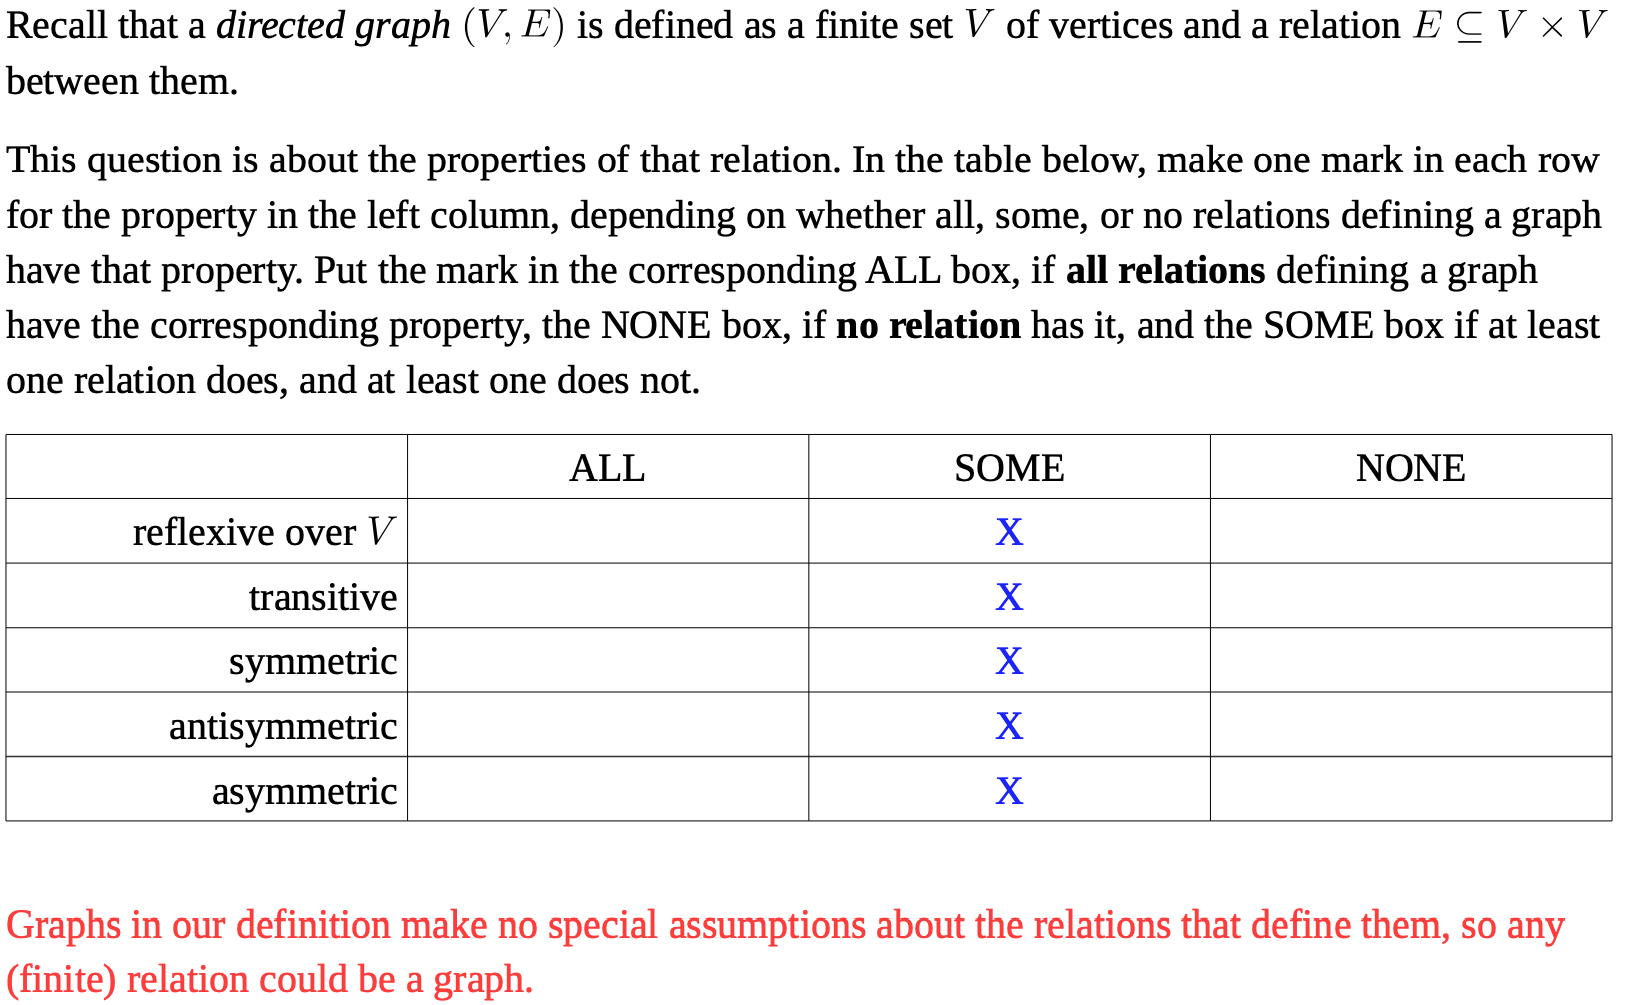 Recall that a directed graph (V, E) is defined as a finite set V of vertices and a relation E ⊆ V × V
between them.
This question is about the properties of that relation. In the table below, make one mark in each row
for the property in the left column, depending on whether all, some, or no relations defining a graph
have that property. Put the mark in the corresponding ALL box, if all relations defining a graph
have the corresponding property, the NONE box, if no relation has it, and the SOME box if at least
one relation does, and at least one does not.
ALL SOME NONE
reflexive over V X
transitive X
symmetric X
antisymmetric X
asymmetric X
Graphs in our definition make no special assumptions about the relations that define them, so any
(finite) relation could be a graph.